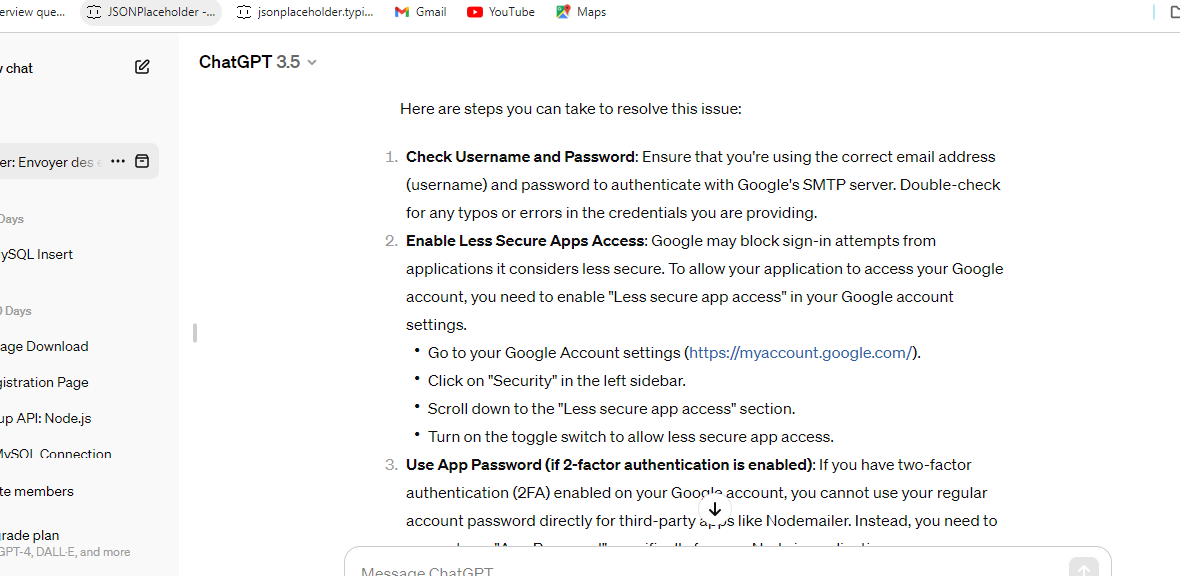 erview que...
JSONPlaceholder -...
jsonplaceholder.typi...
Gmail
YouTube
Maps
chat
ChatGPT 3.5
Here are steps you can take to resolve this issue:
er: Envoyer des
Days
ySQL Insert
Days
age Download
gistration Page
up API: Node.js
MySQL Connection
te members
rade plan
GPT-4, DALL·E, and more
1. Check Username and Password: Ensure that you're using the correct email address
(username) and password to authenticate with Google's SMTP server. Double-check
for any typos or errors in the credentials you are providing.
2. Enable Less Secure Apps Access: Google may block sign-in attempts from
applications it considers less secure. To allow your application to access your Google
account, you need to enable "Less secure app access" in your Google account
settings.
• Go to your Google Account settings (https://myaccount.google.com/).
• Click on "Security" in the left sidebar.
• Scroll down to the "Less secure app access" section.
• Turn on the toggle switch to allow less secure app access.
3. Use App Password (if 2-factor authentication is enabled): If you have two-factor
authentication (2FA) enabled on your Google account, you cannot use your regular
account password directly for third-party apps like Nodemailer. Instead, you need to
Message ChatGPT